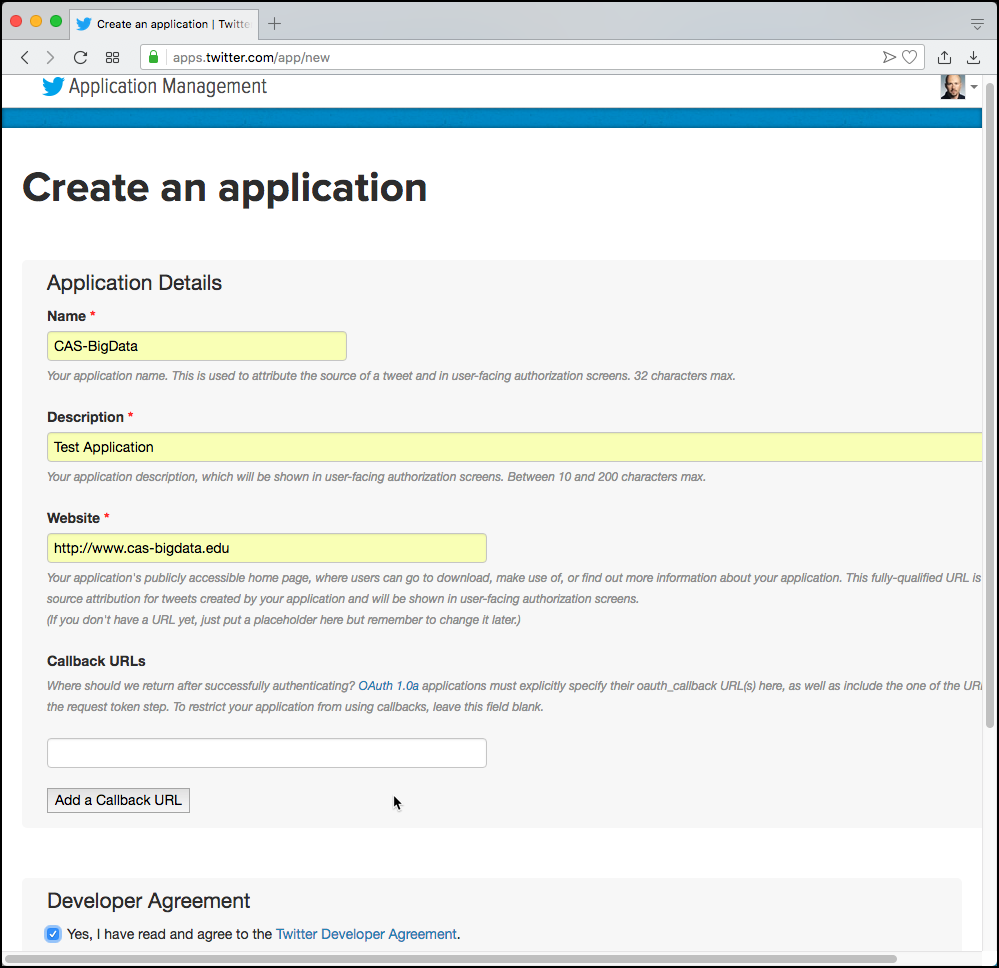 Create an application | Twitte
apps.twitter.com/app/new
Application Management
Create an application
Application Details
Name *
CAS-BigData
Your application name. This is used to attribute the source of a tweet and in user-facing authorization screens. 32 characters max.
Description *
Test Application
Your application description, which will be shown in user-facing authorization screens. Between 10 and 200 characters max.
Website *
http://www.cas-bigdata.edu
Your application's publicly accessible home page, where users can go to download, make use of, or find out more information about your application. This fully-qualified URL is
source attribution for tweets created by your application and will be shown in user-facing authorization screens.
(If you don't have a URL yet, just put a placeholder here but remember to change it later.)
Callback URLs
Where should we return after successfully authenticating? OAuth 1.0a applications must explicitly specify their oauth_callback URL(s) here, as well as include the one of the URI
the request token step. To restrict your application from using callbacks, leave this field blank.
Add a Callback URL
Developer Agreement
Yes, I have read and agree to the Twitter Developer Agreement.